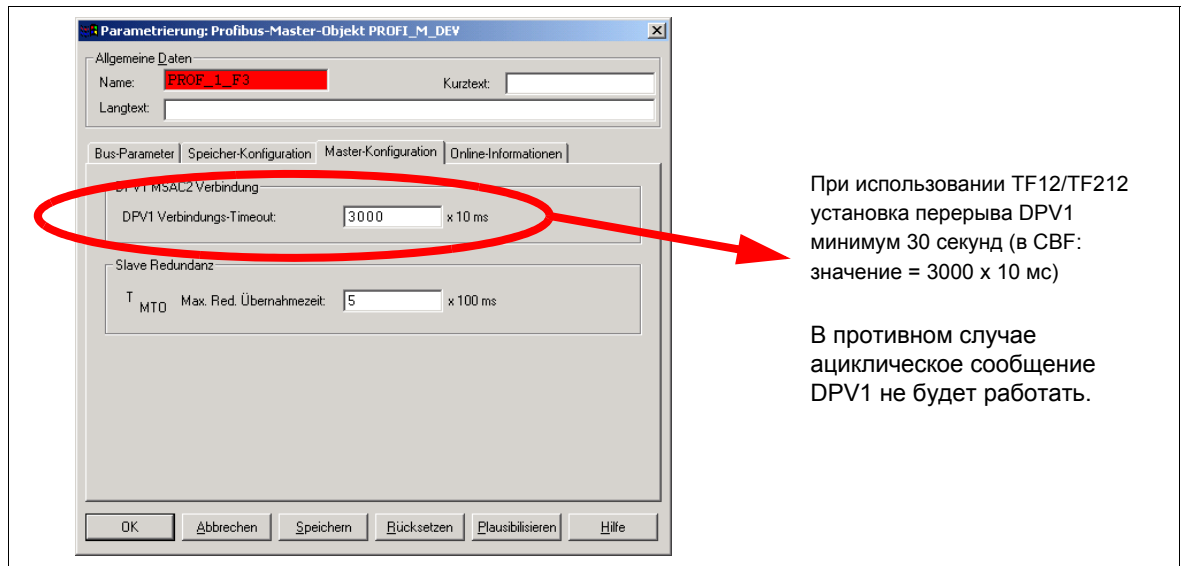 Parametrierung: Profibus-Master-Objekt PROFI_M_DEV
Allgemeine Daten
Name: PROF_1_F3 Kurztext:
Langtext:
Bus-Parameter Speicher-Konfiguration Master-Konfiguration Online-Informationen
DPV1 MSAC2 Verbindung
DPV1 Verbindungs-Timeout: 3000 x 10 ms
Slave Redundanz
T MTO Max. Red. Übernahmezeit: 5 x 100 ms
OK Abbrechen Speichern Rücksetzen Plausibilisieren Hilfe
При использовании TF12/TF212
установка перерыва DPV1
минимум 30 секунд (в CBF:
значение = 3000 x 10 мс)
В противном случае
ациклическое сообщение
DPV1 не будет работать.